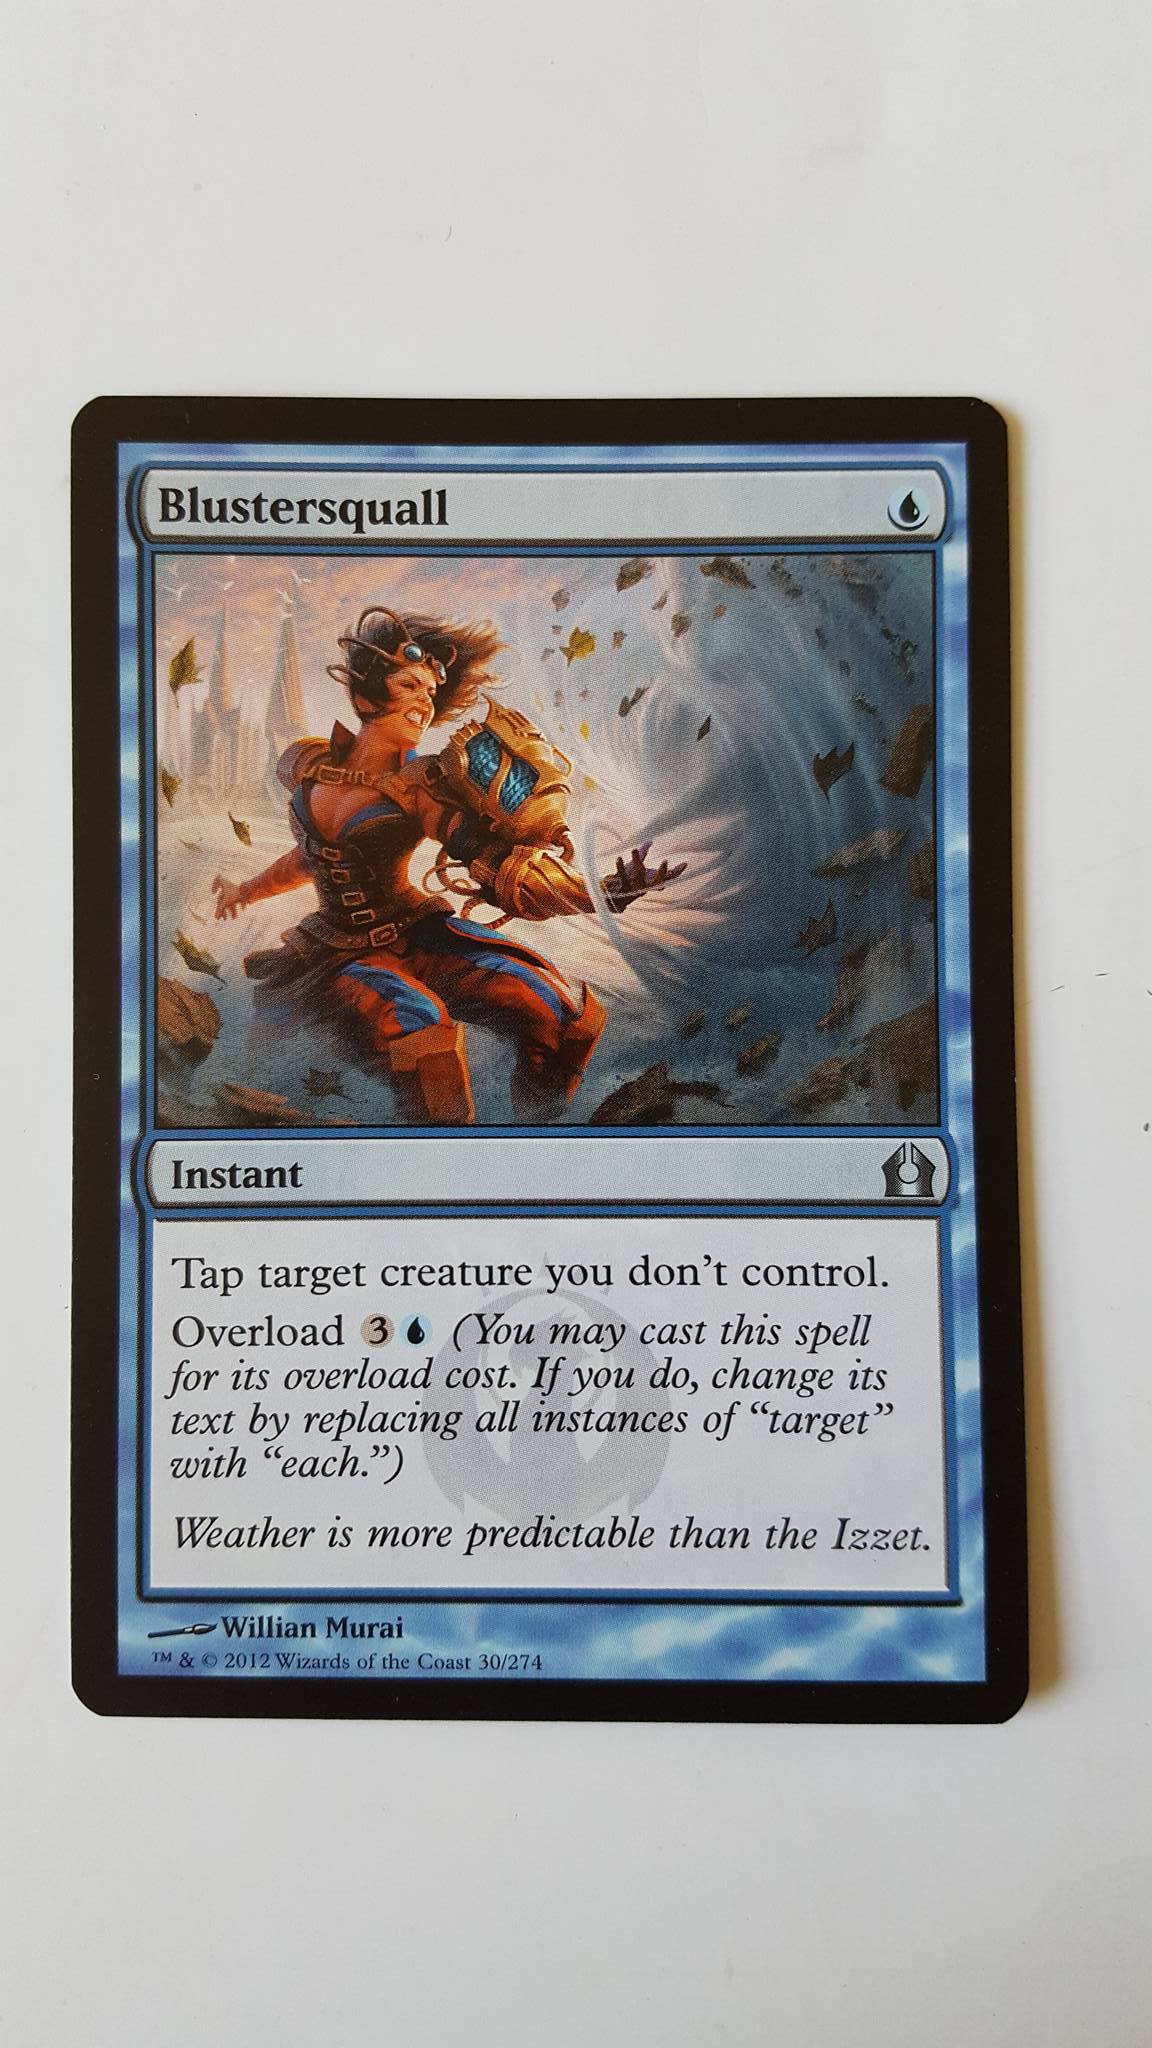 Blustersquall
Instant
Tap target creature you don't control.
Overload 3 (You may cast this spell
for its overload cost. If you do, change its
text by replacing all instances of “target”
with “each.”)
Weather is more predictable than the Izzet.
Willian Murai
™ & © 2012 Wizards of the Coast 30/274